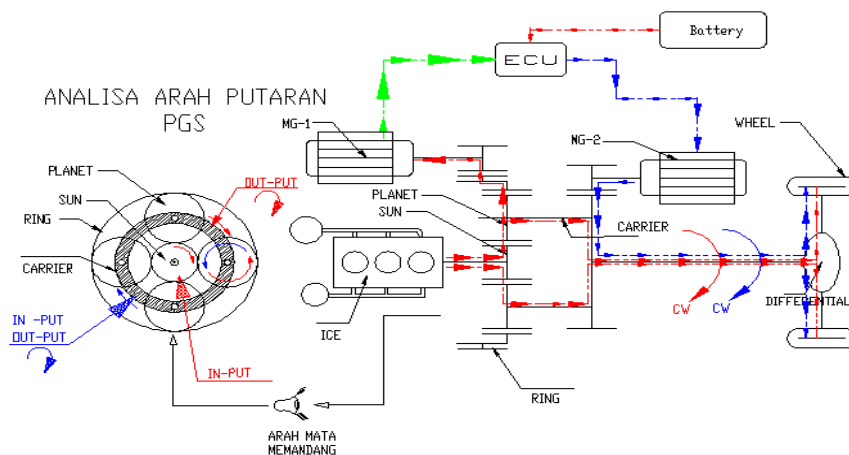 Battery
ECU
ANALISA ARAH PUTARAN
PGS
MG-1
MG-2
WHEEL
PLANET
SUN
RING
CARRIER
OUT-PUT
PLANET
SUN
CARRIER
IN -PUT
OUT-PUT
IN-PUT
ICE
CW
CW
DIFFERENTIAL
RING
ARAH MATA
MEMANDANG